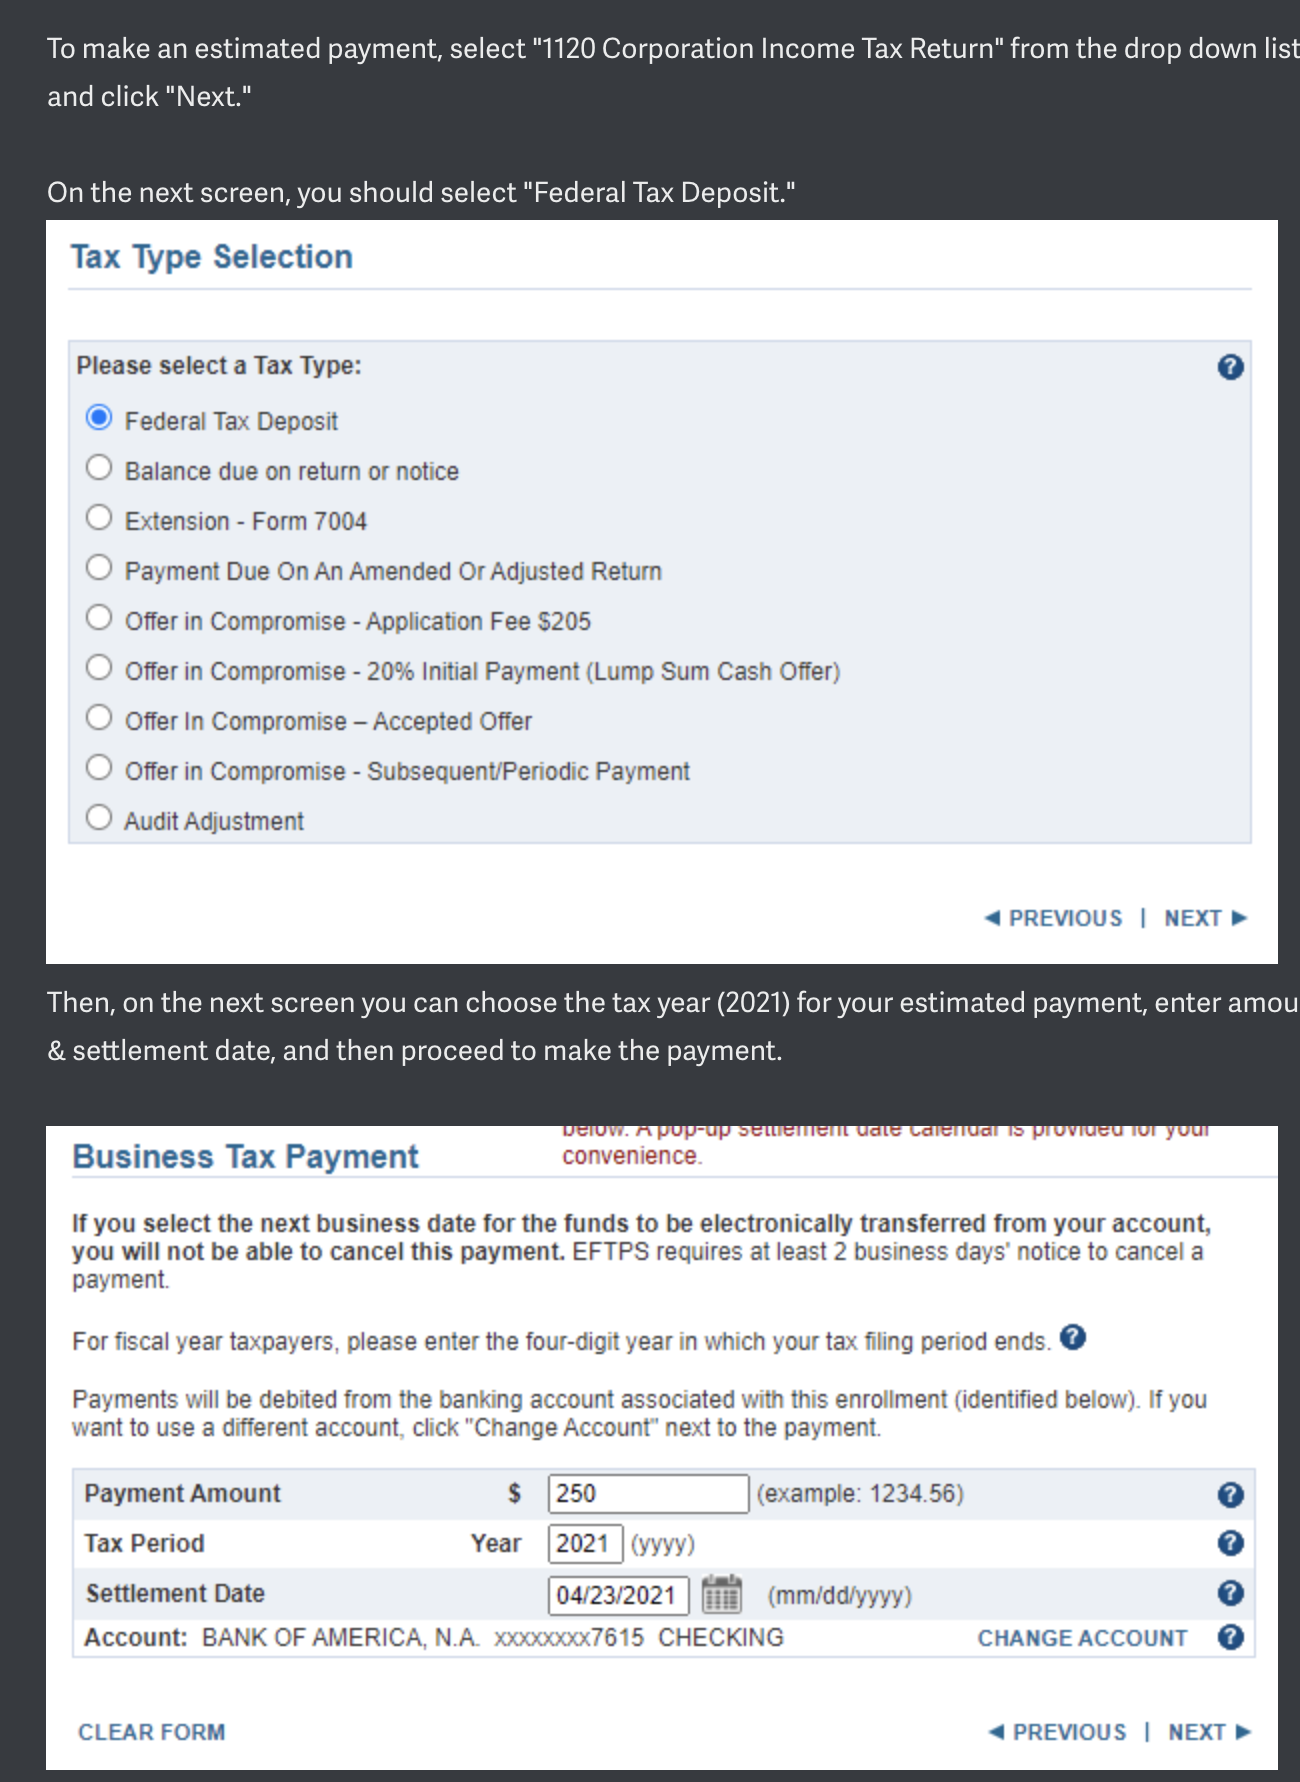 To make an estimated payment, select "1120 Corporation Income Tax Return" from the drop down list
and click "Next."
On the next screen, you should select "Federal Tax Deposit."
Tax Type Selection
Please select a Tax Type:
Federal Tax Deposit
Balance due on return or notice
Extension - Form 7004
Payment Due On An Amended Or Adjusted Return
Offer in Compromise - Application Fee $205
Offer in Compromise - 20% Initial Payment (Lump Sum Cash Offer)
Offer In Compromise – Accepted Offer
Offer in Compromise - Subsequent/Periodic Payment
Audit Adjustment
PREVIOUS | NEXT
Then, on the next screen you can choose the tax year (2021) for your estimated payment, enter amou
& settlement date, and then proceed to make the payment.
below. A pop-up settlement date calendar is provided for your
Business Tax Payment convenience.
If you select the next business date for the funds to be electronically transferred from your account,
you will not be able to cancel this payment. EFTPS requires at least 2 business days' notice to cancel a
payment.
For fiscal year taxpayers, please enter the four-digit year in which your tax filing period ends. ?
Payments will be debited from the banking account associated with this enrollment (identified below). If you
want to use a different account, click "Change Account" next to the payment.
Payment Amount $ 250 (example: 1234.56) ?
Tax Period Year 2021 (yyyy) ?
Settlement Date 04/23/2021 (mm/dd/yyyy) ?
Account: BANK OF AMERICA, N.A. xxxxxxxx7615 CHECKING CHANGE ACCOUNT ?
CLEAR FORM PREVIOUS | NEXT